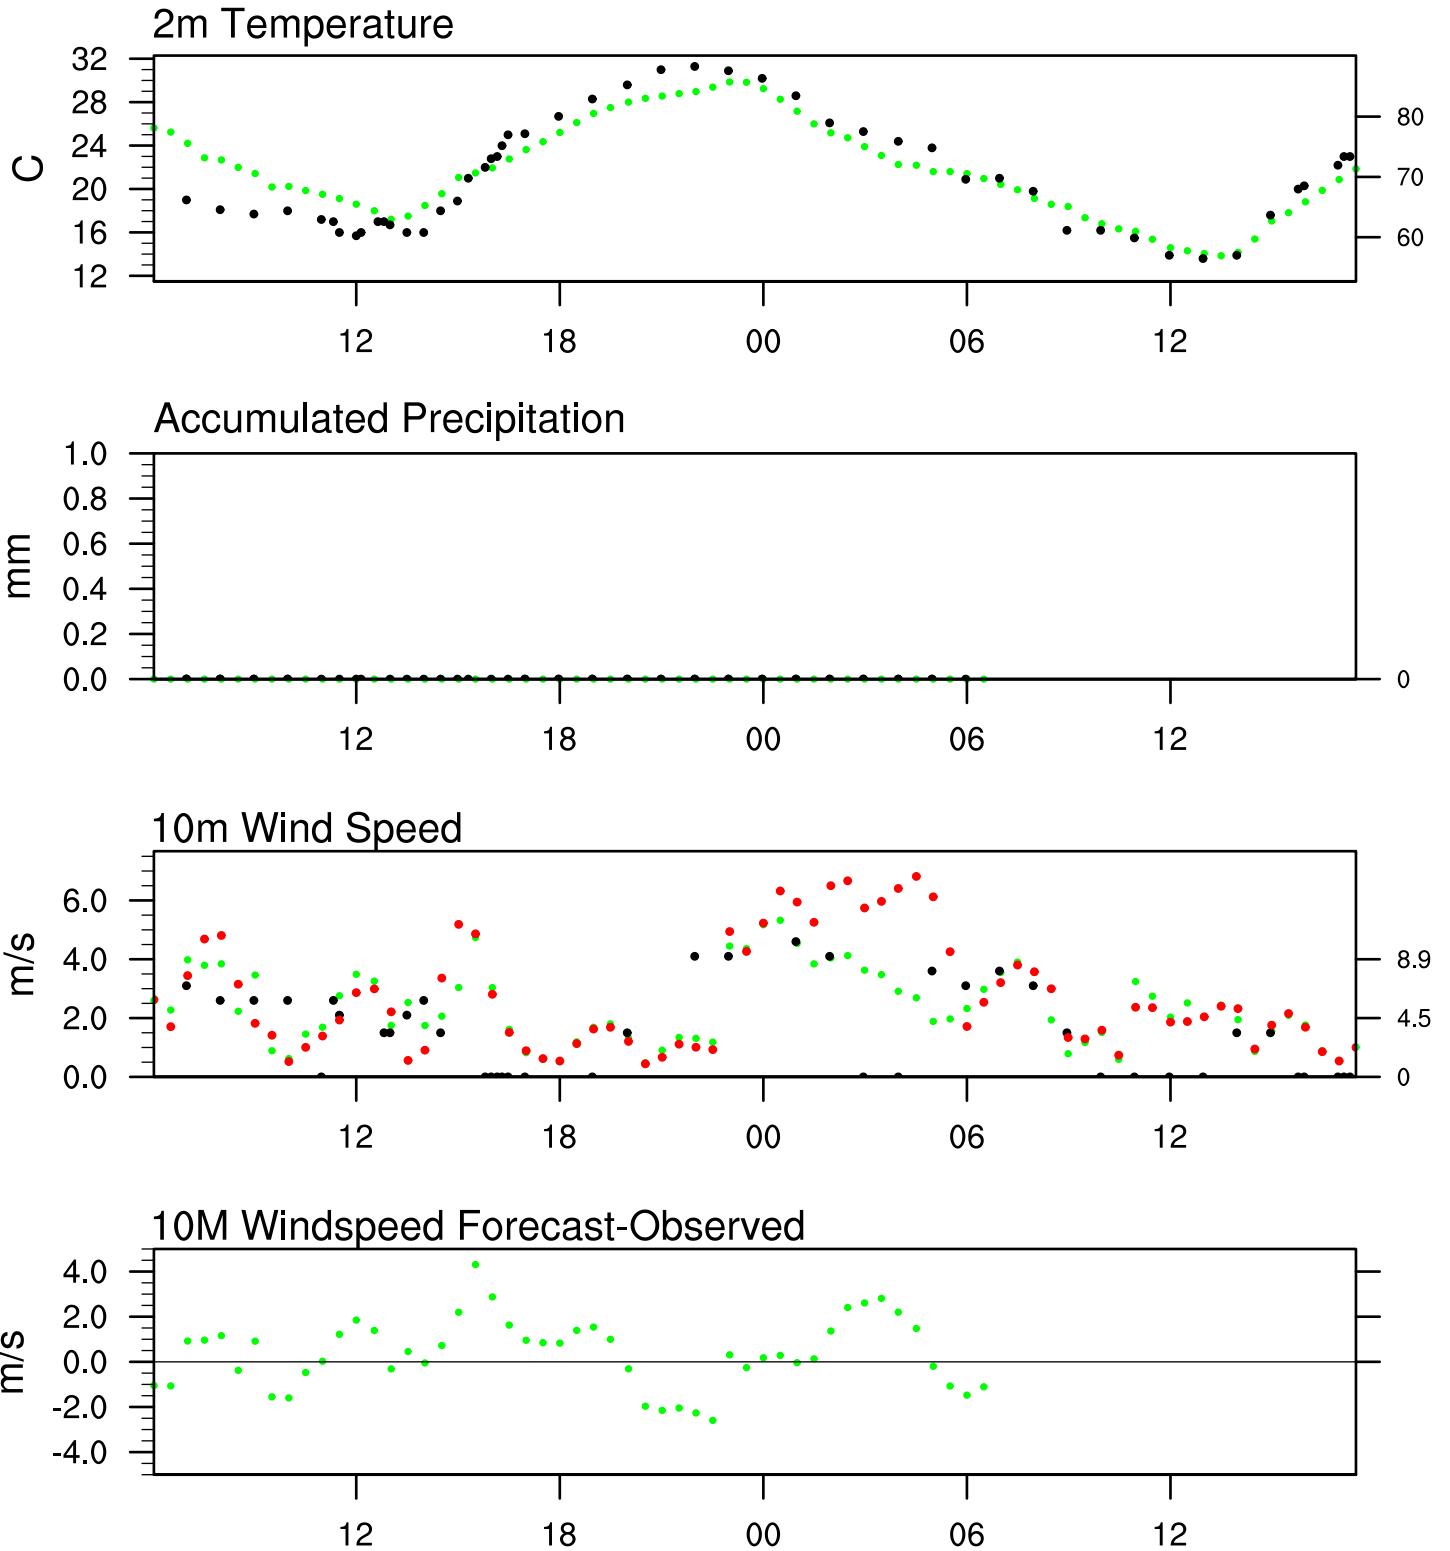 2m Temperature
32
28
24
20
16
12
C
80
70
60
12 18 00 06 12
Accumulated Precipitation
1.0
0.8
0.6
0.4
0.2
0.0
mm
0
12 18 00 06 12
10m Wind Speed
6.0
4.0
2.0
0.0
m/s
8.9
4.5
0
12 18 00 06 12
10M Windspeed Forecast-Observed
4.0
2.0
0.0
-2.0
-4.0
m/s
12 18 00 06 12